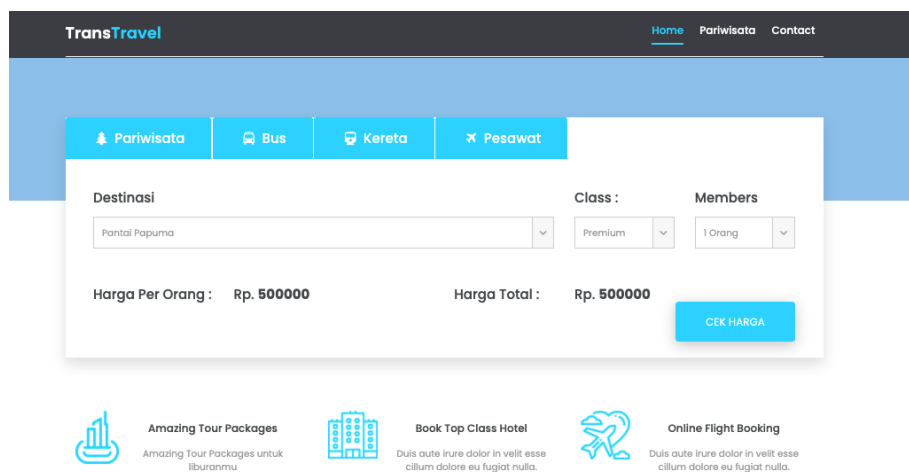 TransTravel
Home Pariwisata Contact
Pariwisata Bus Kereta Pesawat
Destinasi Class : Members
Pantai Papuma Premium 1 Orang
Harga Per Orang : Rp. 500000 Harga Total : Rp. 500000
CEK HARGA
Amazing Tour Packages
Amazing Tour Packages untuk
liburanmu
Book Top Class Hotel
Duis aute irure dolor in velit esse
cillum dolore eu fugiat nulla.
Online Flight Booking
Duis aute irure dolor in velit esse
cillum dolore eu fugiat nulla.